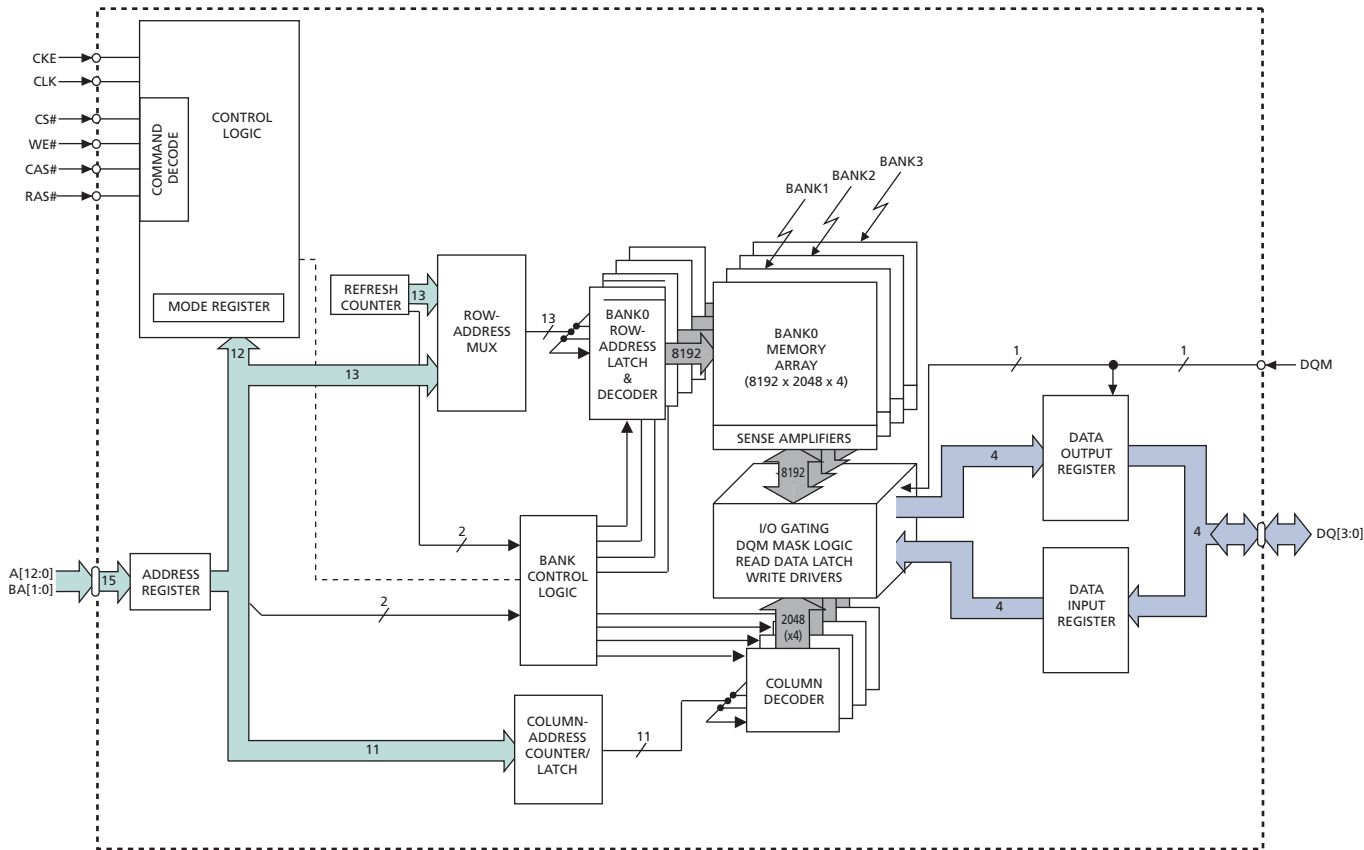 CKE
CLK
CS#
WE#
CAS#
RAS#
COMMAND
DECODE
CONTROL
LOGIC
MODE REGISTER
12
REFRESH
COUNTER
13
13
ROW-
ADDRESS
MUX
13
BANK0
ROW-
ADDRESS
LATCH
&
DECODER
8192
BANK1
BANK2
BANK3
BANK0
MEMORY
ARRAY
(8192 x 2048 x 4)
SENSE AMPLIFIERS
8192
I/O GATING
DQM MASK LOGIC
READ DATA LATCH
WRITE DRIVERS
1
1
DQM
4
DATA
OUTPUT
REGISTER
4
DQ[3:0]
4
DATA
INPUT
REGISTER
A[12:0]
BA[1:0]
15
ADDRESS
REGISTER
2
2
BANK
CONTROL
LOGIC
2048
(x4)
COLUMN
DECODER
11
COLUMN-
ADDRESS
COUNTER/
LATCH
11